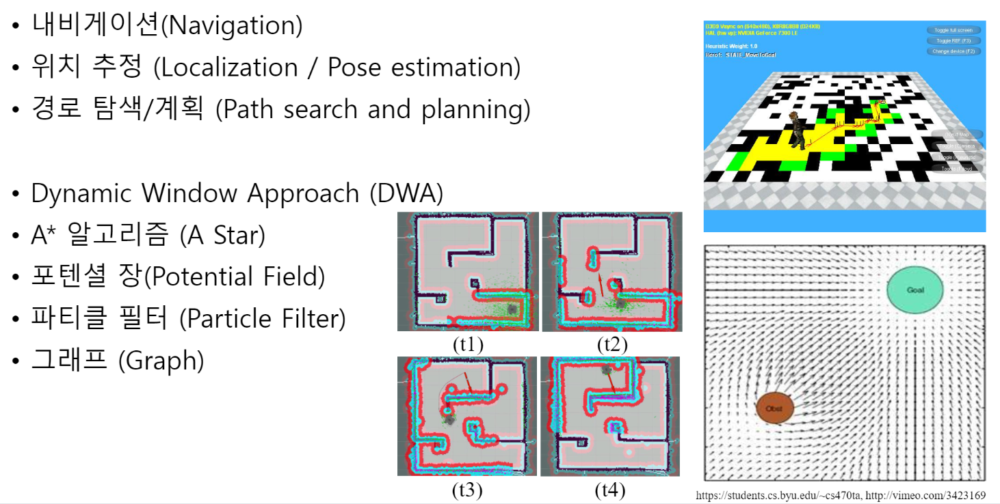 • 내비게이션(Navigation)
• 위치 추정 (Localization / Pose estimation)
• 경로 탐색/계획 (Path search and planning)
• Dynamic Window Approach (DWA)
• A* 알고리즘 (A Star)
• 포텐셜 장(Potential Field)
• 파티클 필터 (Particle Filter)
• 그래프 (Graph)
(t1)
(t2)
(t3)
(t4)
D3D9 Vsync on (640x480), X8R8G8B8 (D24X8)
HAL (hw vp): NVIDIA GeForce 7300 LE
Heuristic Weight: 1.0
Hero1: STATE_MoveToGoal
Toggle full screen
Toggle REF (F3)
Change device (F2)
Toggle
Toggle
Toggle
Goal
Obst
https://students.cs.byu.edu/~cs470ta, http://vimeo.com/3423169